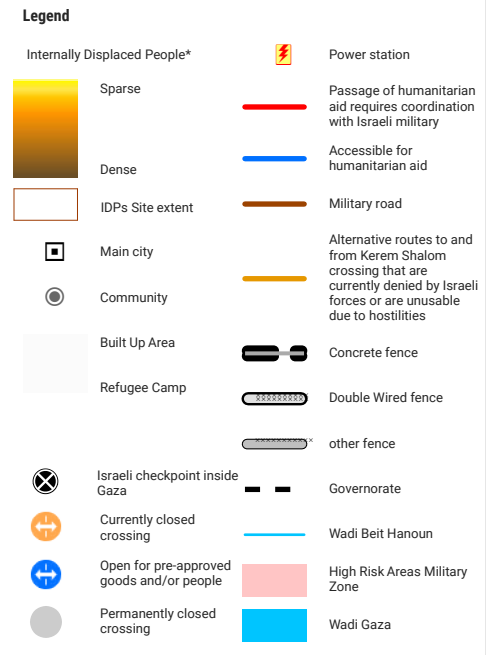 Legend
Internally Displaced People*
Sparse
Dense
IDPs Site extent
Main city
Community
Built Up Area
Refugee Camp
Israeli checkpoint inside
Gaza
Currently closed
crossing
Open for pre-approved
goods and/or people
Permanently closed
crossing
Power station
Passage of humanitarian
aid requires coordination
with Israeli military
Accessible for
humanitarian aid
Military road
Alternative routes to and
from Kerem Shalom
crossing that are
currently denied by Israeli
forces or are unusable
due to hostilities
Concrete fence
Double Wired fence
other fence
Governorate
Wadi Beit Hanoun
High Risk Areas Military
Zone
Wadi Gaza